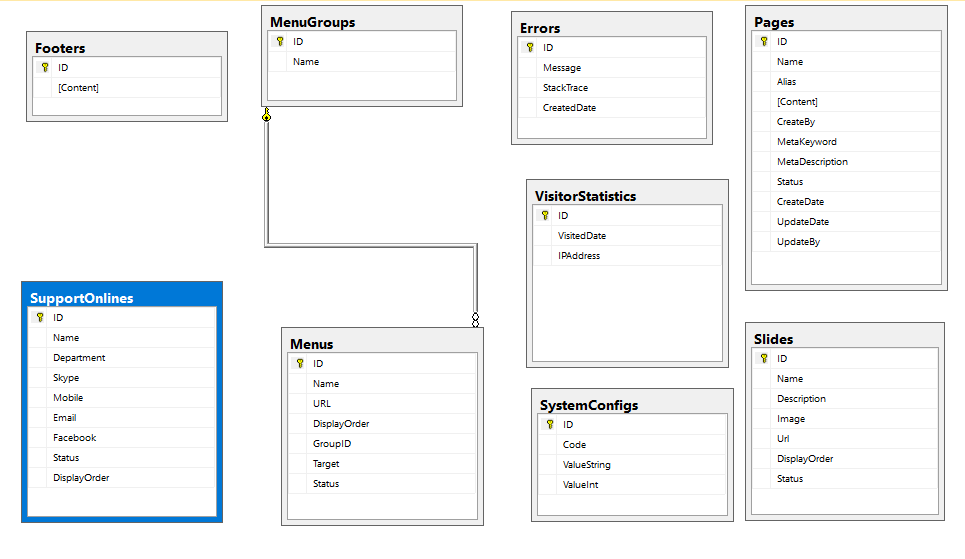 Footers
ID
[Content]
MenuGroups
ID
Name
Errors
ID
Message
StackTrace
CreatedDate
Pages
ID
Name
Alias
[Content]
CreateBy
MetaKeyword
MetaDescription
Status
CreateDate
UpdateDate
UpdateBy
VisitorStatistics
ID
VisitedDate
IPAddress
SupportOnlines
ID
Name
Department
Skype
Mobile
Email
Facebook
Status
DisplayOrder
Menus
ID
Name
URL
DisplayOrder
GroupID
Target
Status
SystemConfigs
ID
Code
ValueString
ValueInt
Slides
ID
Name
Description
Image
Url
DisplayOrder
Status